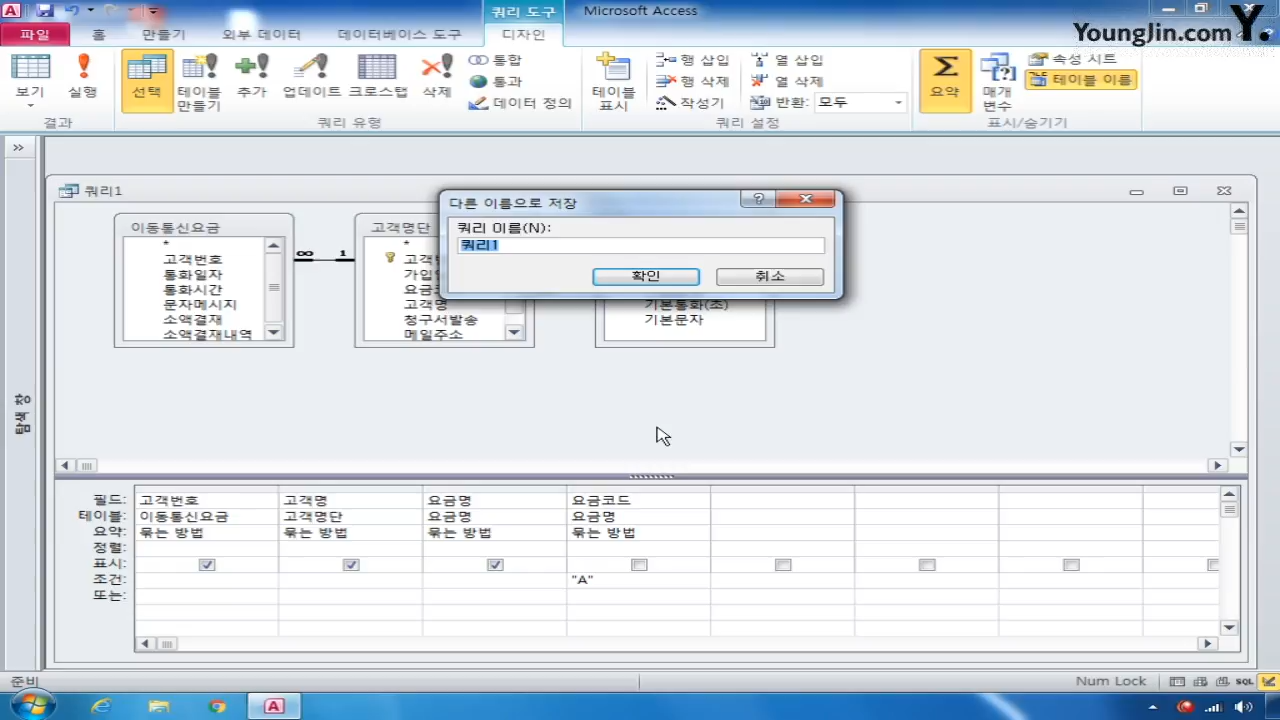 쿼리 도구
Microsoft Access
YoungJin.com Y.
파일 홈 만들기 외부 데이터 데이터베이스 도구 디자인
보기
실행
결과
선택
테이블 만들기
추가
업데이트
크로스탭
삭제
통합
통과
데이터 정의
쿼리 유형
테이블 표시
행 삽입
행 삭제
작성기
열 삽입
열 삭제
반환: 모두
쿼리 설정
요약
매개 변수
속성 시트
테이블 이름
표시/숨기기
쿼리1
탐색 창
다른 이름으로 저장
쿼리 이름(N):
쿼리1
확인 취소
이동통신요금
*
고객번호
통화일자
통화시간
문자메시지
소액결재
소액결재내역
∞ 1
고객명단
*
가입
고객명
청구서발송
메일주소
기본통화(초)
기본문자
필드: 고객번호 고객명 요금명 요금코드
테이블: 이동통신요금 고객명단 요금명 요금명
요약: 묶는 방법 묶는 방법 묶는 방법 묶는 방법
정렬:
표시:
조건: "A"
또는:
준비
Num Lock
SQL